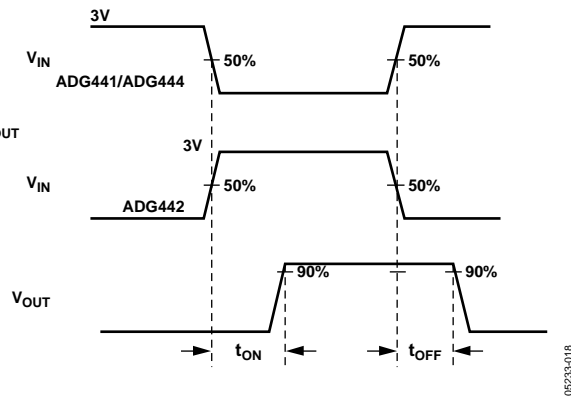 3V
VIN
50%
50%
ADG441/ADG444
OUT
3V
VIN
50%
50%
ADG442
90%
90%
VOUT
tON
tOFF
05233-018